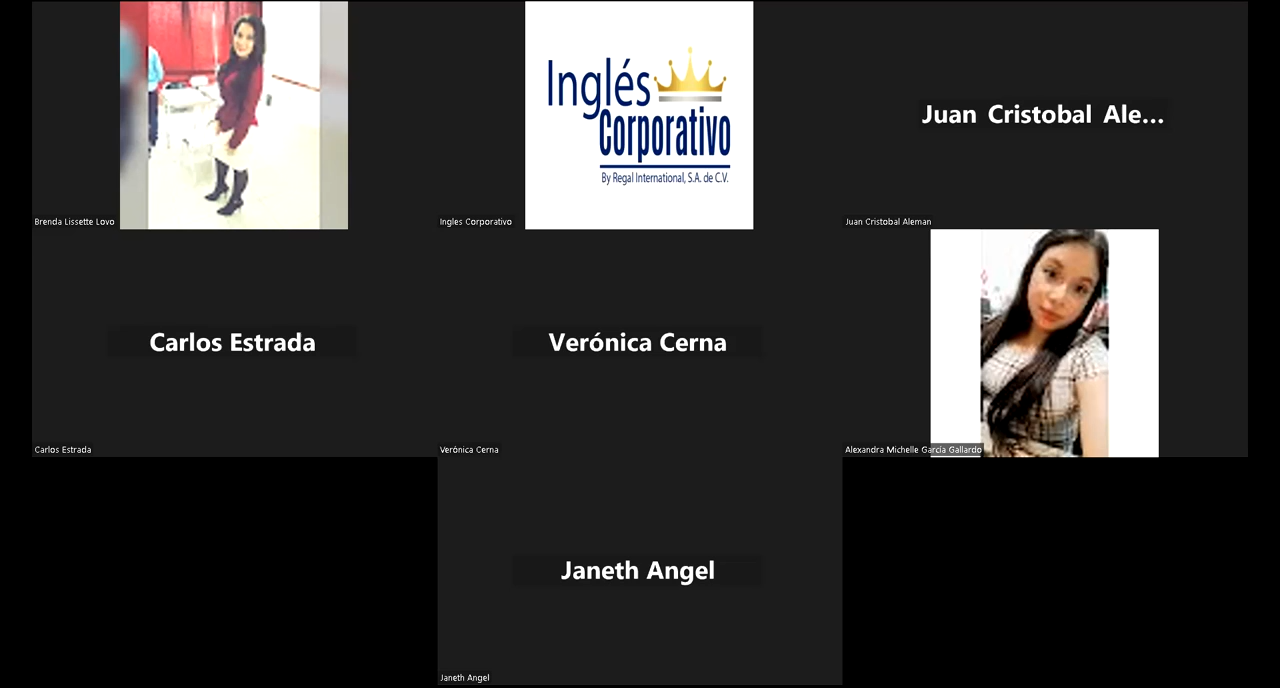 Inglés
Corporativo
By Regal International, S.A. de C.V.
Juan Cristobal Ale...
Brenda Lissette Lovo
Ingles Corporativo
Juan Cristobal Aleman
Carlos Estrada
Verónica Cerna
Carlos Estrada
Verónica Cerna
Alexandra Michelle García Gallardo
Janeth Angel
Janeth Angel